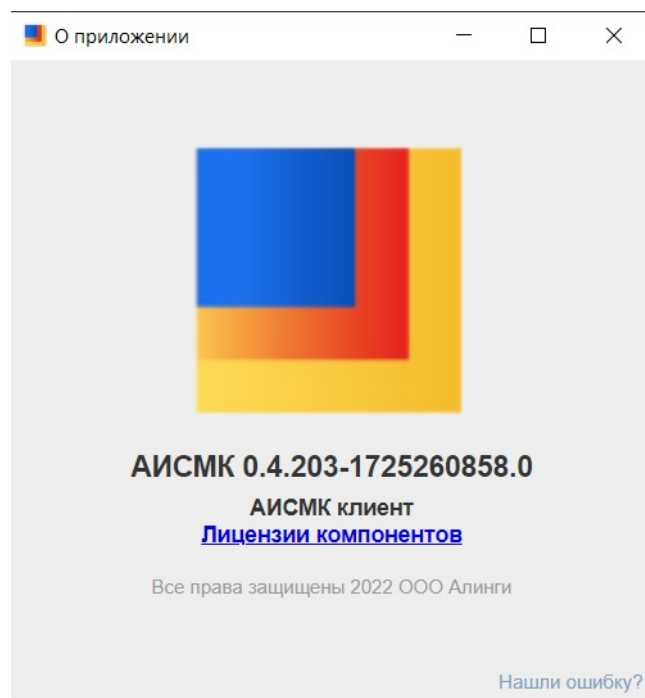 О приложении
АИСМК 0.4.203-1725260858.0
АИСМК клиент
Лицензии компонентов
Все права защищены 2022 ООО Алинги
Нашли ошибку?